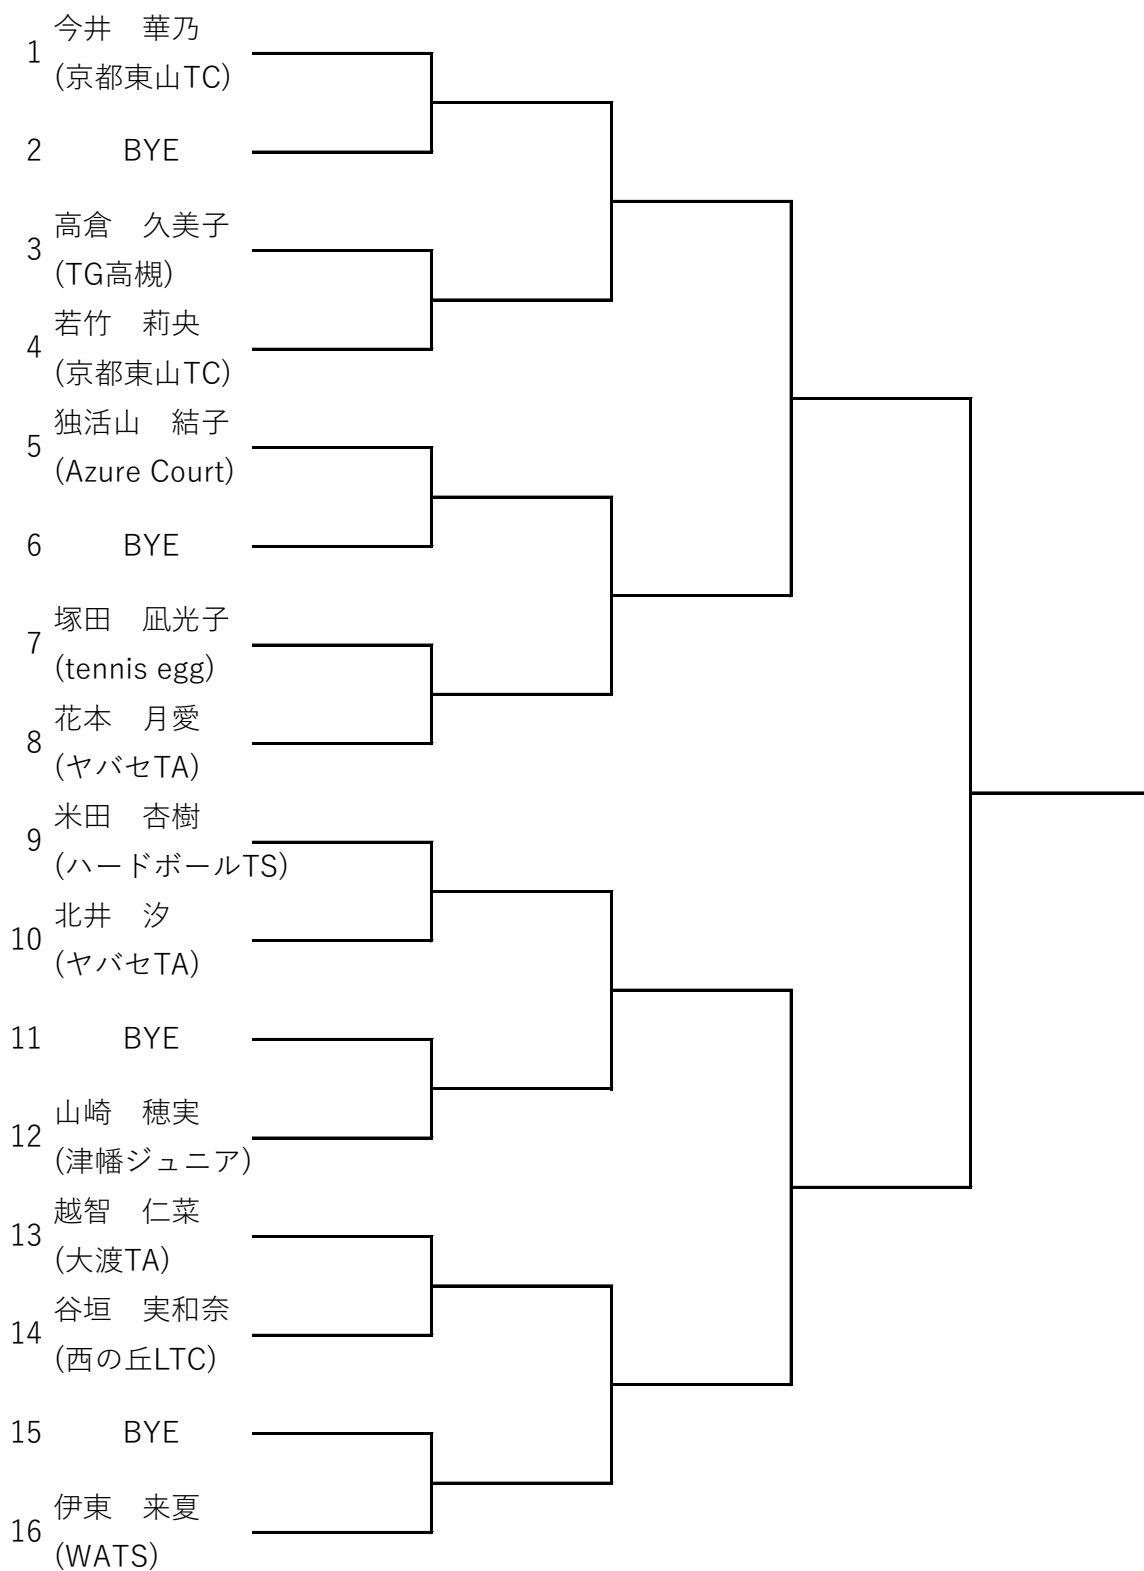 今井　華乃
1
(京都東山TC)
2 BYE
高倉　久美子
3
(TG高槻)
若竹　莉央
4
(京都東山TC)
独活山　結子
5
(Azure Court)
6 BYE
塚田　凪光子
7
(tennis egg)
花本　月愛
8
(ヤバセTA)
米田　杏樹
9
(ハードボールTS)
北井　汐
10
(ヤバセTA)
11 BYE
山崎　穂実
12
(津幡ジュニア)
越智　仁菜
13
(大渡TA)
谷垣　実和奈
14
(西の丘LTC)
15 BYE
伊東　来夏
16
(WATS)